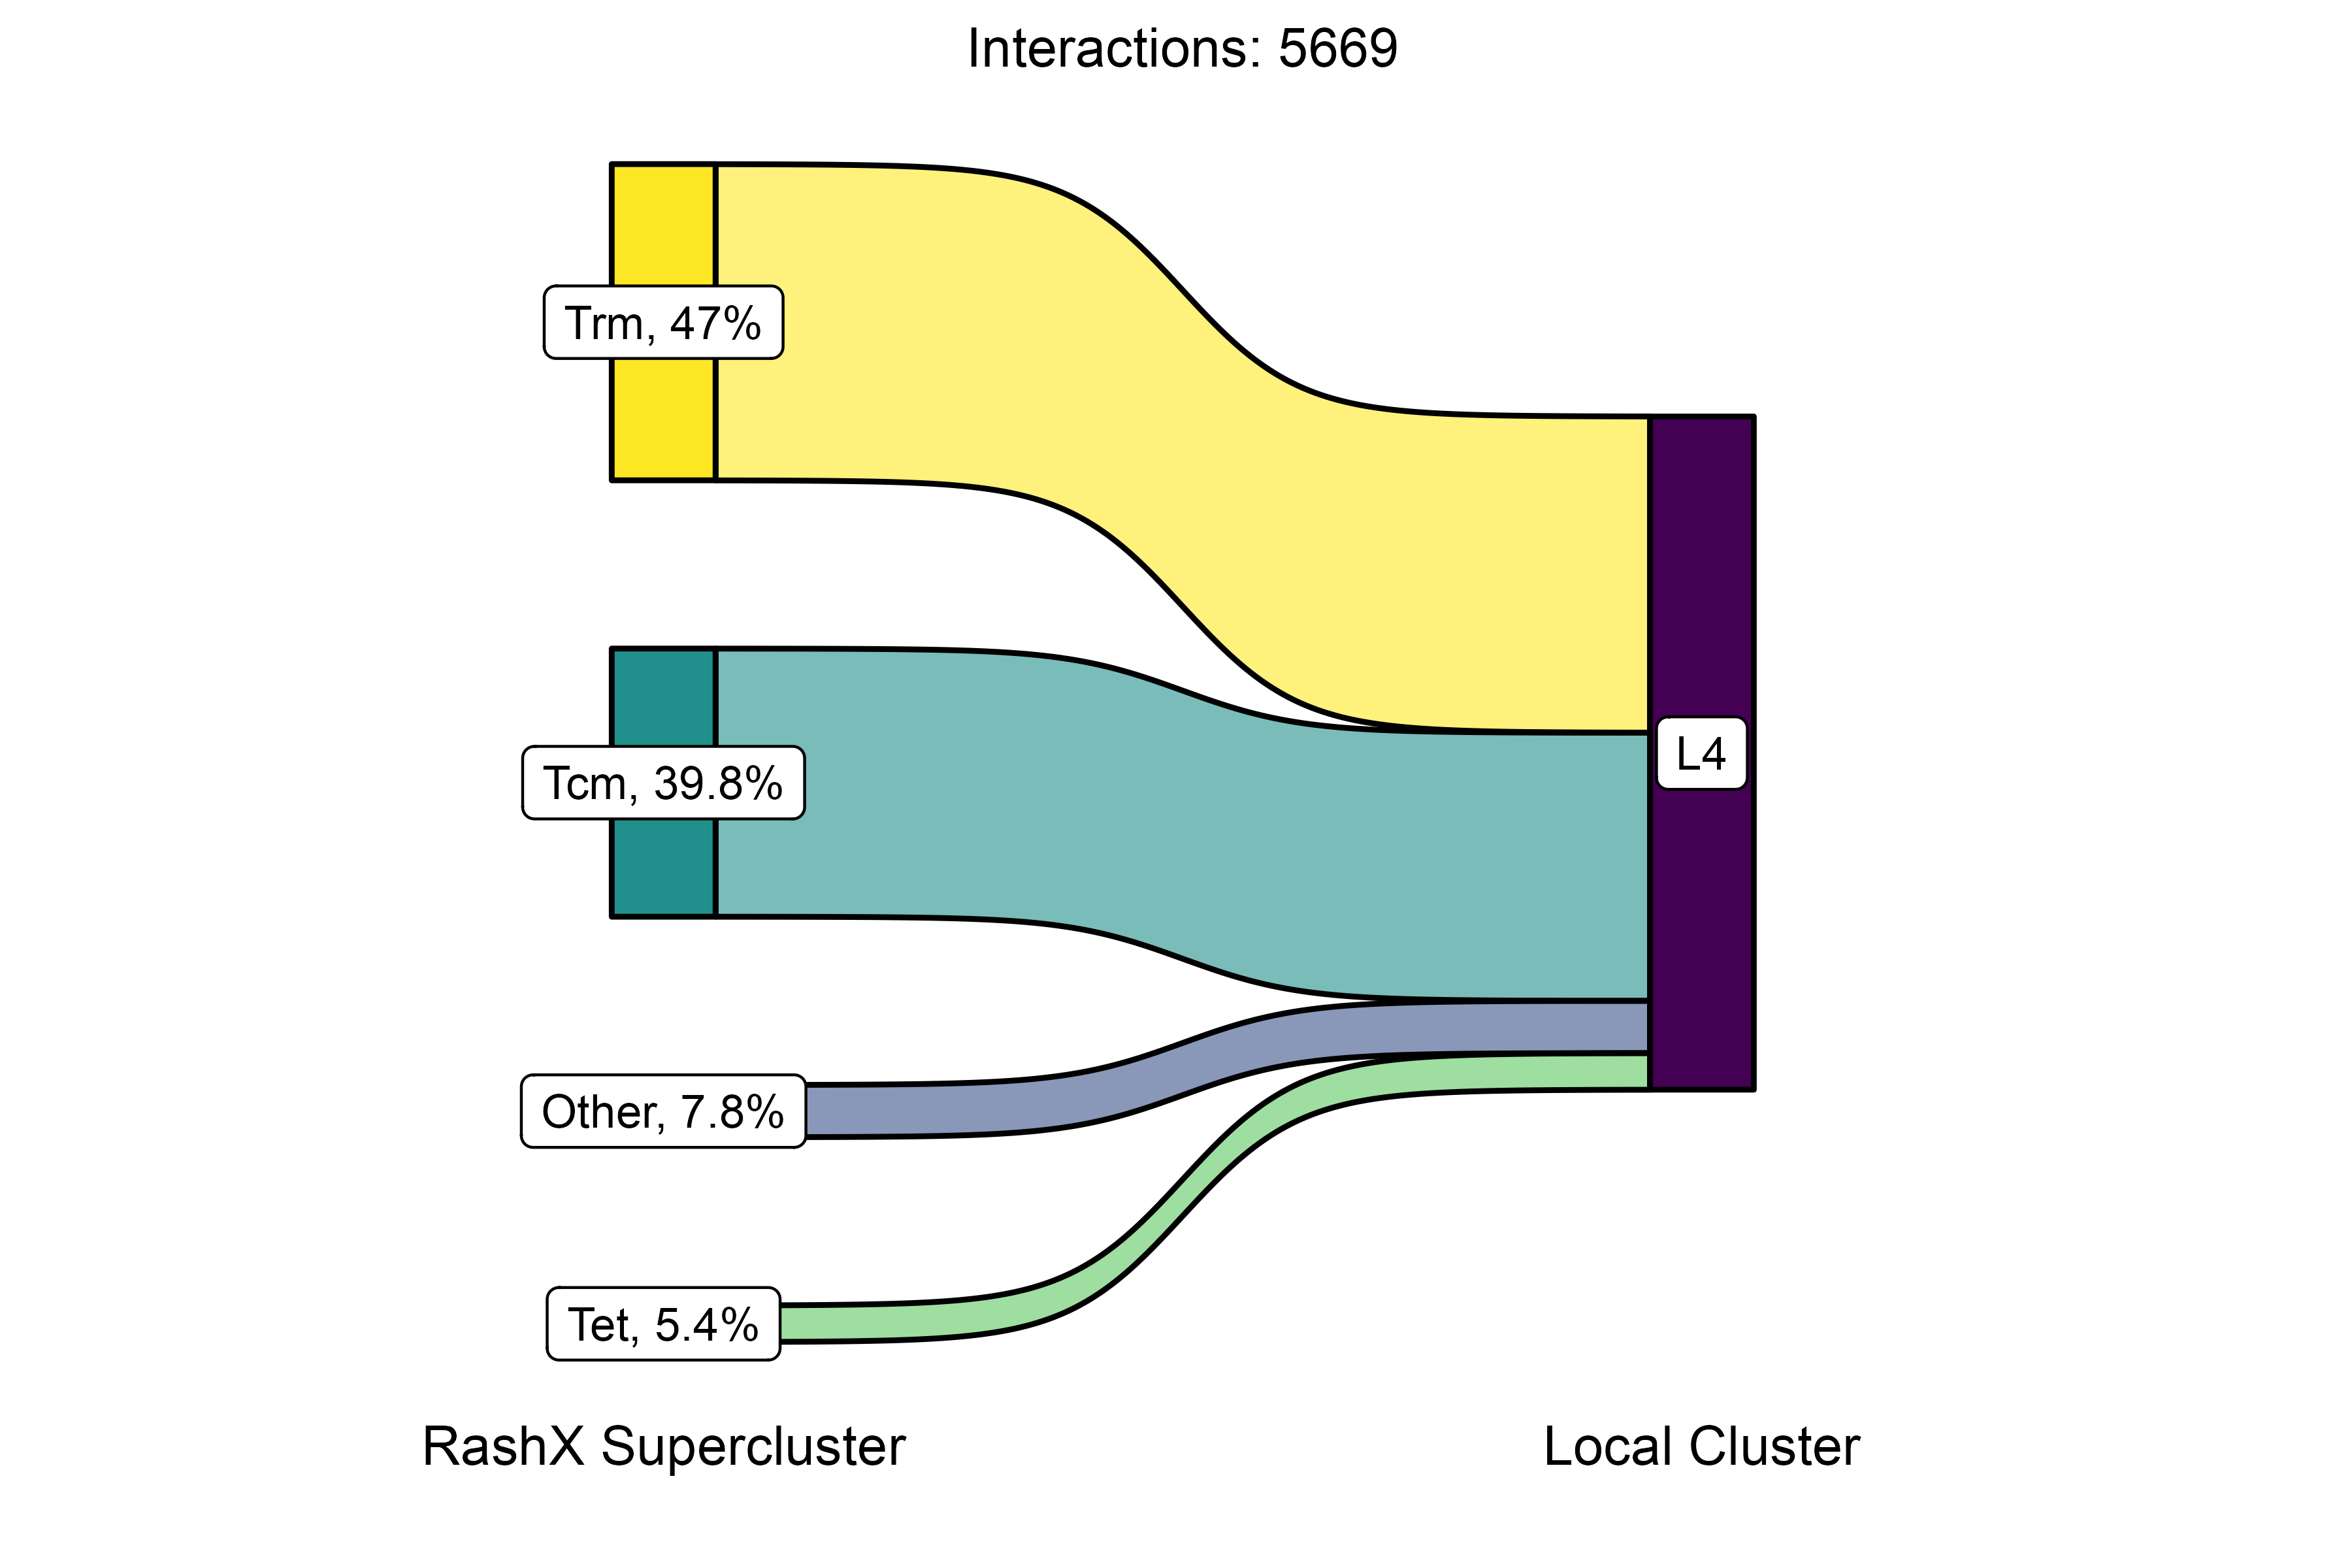 Interactions: 5669
Trm, 47%
L4
Tcm, 39.8%
Other, 7.8%
Tet, 5.4%
RashX Supercluster
Local Cluster